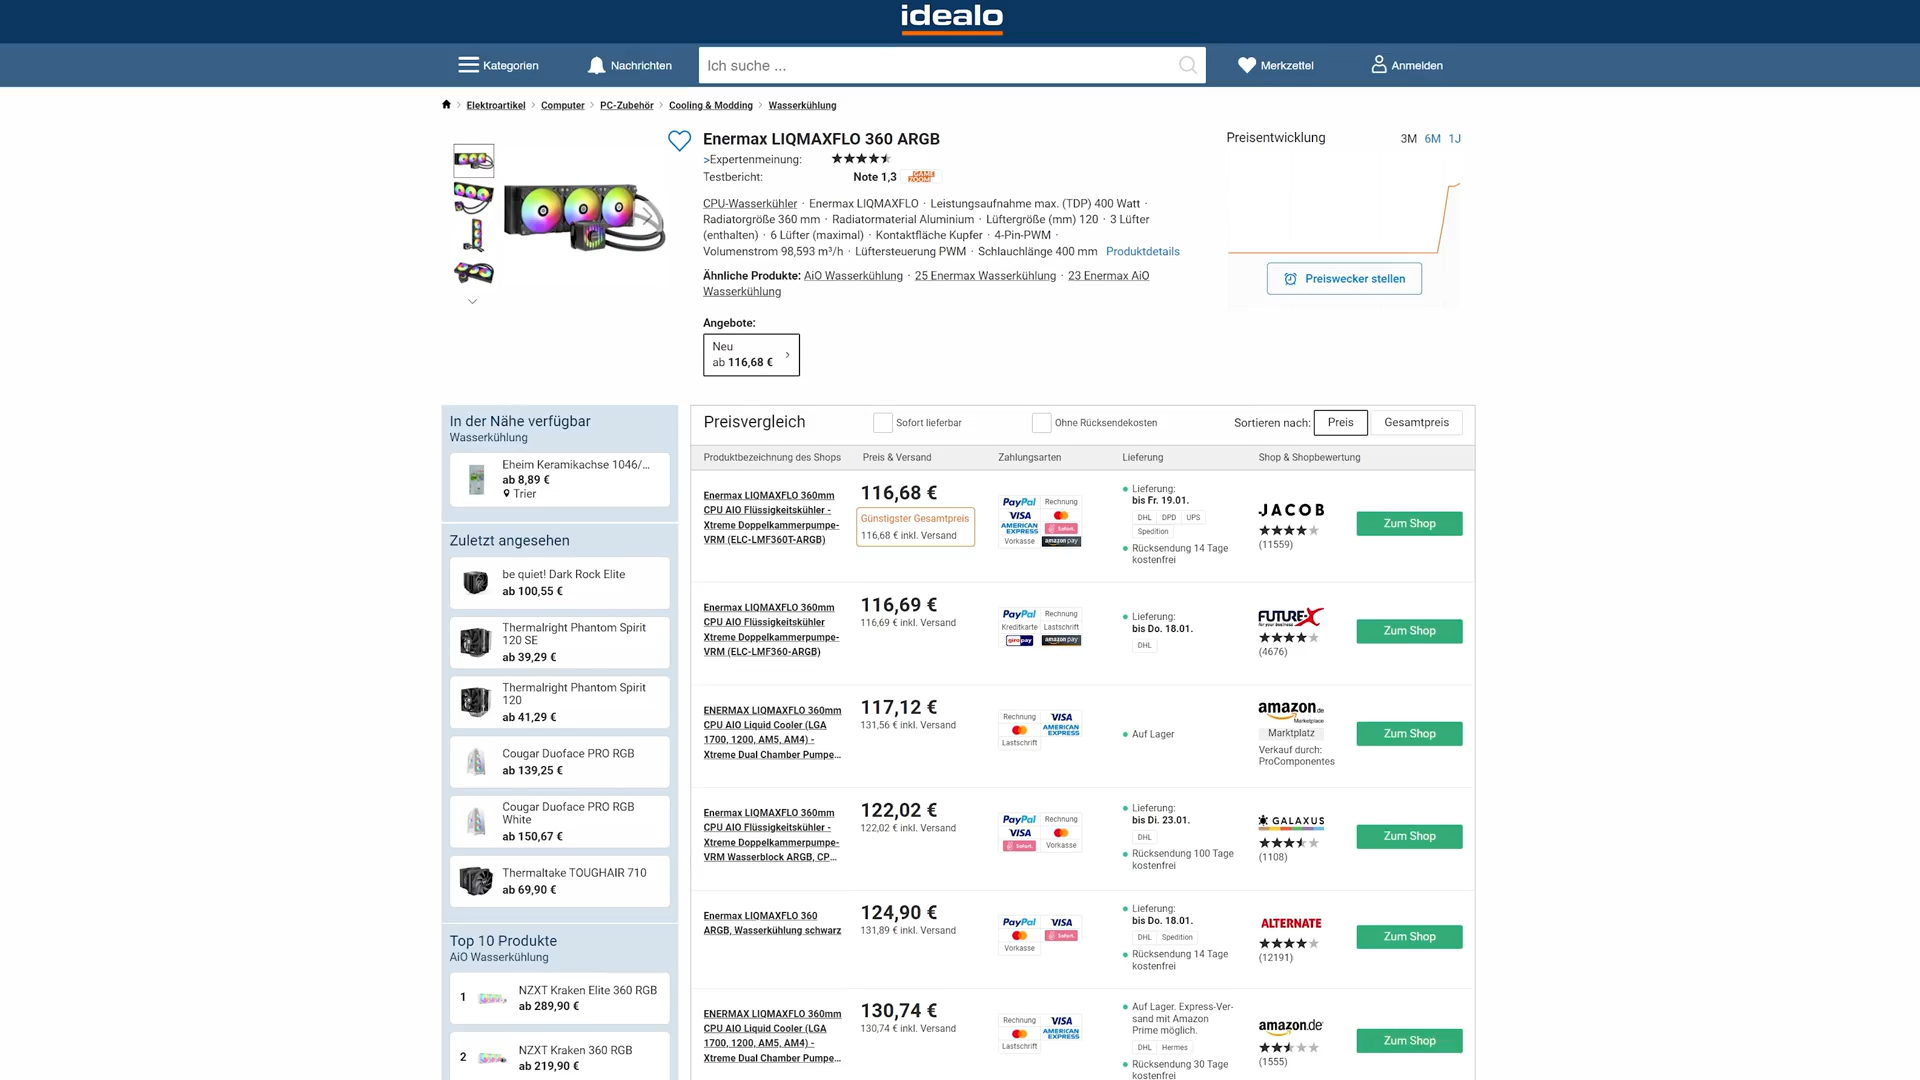 idealo
Kategorien
Nachrichten
Ich suche ...
Merkzettel
Anmelden
Elektroartikel > Computer > PC-Zubehör > Cooling & Modding > Wasserkühlung
Enermax LIQMAXFLO 360 ARGB
>Expertenmeinung:
Testbericht: Note 1,3 GAME ZOOM
CPU-Wasserkühler · Enermax LIQMAXFLO · Leistungsaufnahme max. (TDP) 400 Watt ·
Radiatorgröße 360 mm · Radiatormaterial Aluminium · Lüftergröße (mm) 120 · 3 Lüfter
(enthalten) · 6 Lüfter (maximal) · Kontaktfläche Kupfer · 4-Pin-PWM ·
Volumenstrom 98,593 m³/h · Lüftersteuerung PWM · Schlauchlänge 400 mm Produktdetails
Ähnliche Produkte: AiO Wasserkühlung · 25 Enermax Wasserkühlung · 23 Enermax AiO
Wasserkühlung
Angebote:
Neu
ab 116,68 €
Preisentwicklung 3M 6M 1J
Preiswecker stellen
In der Nähe verfügbar
Wasserkühlung
Eheim Keramikachse 1046/...
ab 8,89 €
Trier
Zuletzt angesehen
be quiet! Dark Rock Elite
ab 100,55 €
Thermalright Phantom Spirit
120 SE
ab 39,29 €
Thermalright Phantom Spirit
120
ab 41,29 €
Cougar Duoface PRO RGB
ab 139,25 €
Cougar Duoface PRO RGB
White
ab 150,67 €
Thermaltake TOUGHAIR 710
ab 69,90 €
Top 10 Produkte
AiO Wasserkühlung
1 NZXT Kraken Elite 360 RGB
ab 289,90 €
2 NZXT Kraken 360 RGB
ab 219,90 €
Preisvergleich
Sofort lieferbar
Ohne Rücksendekosten
Sortieren nach: Preis Gesamtpreis
Produktbezeichnung des Shops
Preis & Versand
Zahlungsarten
Lieferung
Shop & Shopbewertung
Enermax LIQMAXFLO 360mm
CPU AIO Flüssigkeitskühler -
Xtreme Doppelkammerpumpe-
VRM (ELC-LMF360T-ARGB)
116,68 €
Günstigster Gesamtpreis
116,68 € inkl. Versand
PayPal Rechnung
VISA
AMERICAN EXPRESS Sofort.
Vorkasse amazon pay
Lieferung:
bis Fr. 19.01.
DHL DPD UPS
Spedition
Rücksendung 14 Tage
kostenfrei
JACOB
(11559)
Zum Shop
Enermax LIQMAXFLO 360mm
CPU AIO Flüssigkeitskühler
Xtreme Doppelkammerpumpe-
VRM (ELC-LMF360-ARGB)
116,69 €
116,69 € inkl. Versand
PayPal Rechnung
Kreditkarte Lastschrift
giropay amazon pay
Lieferung:
bis Do. 18.01.
DHL
FUTURE-X
for your business
(4676)
Zum Shop
ENERMAX LIQMAXFLO 360mm
CPU AIO Liquid Cooler (LGA
1700, 1200, AM5, AM4) -
Xtreme Dual Chamber Pumpe...
117,12 €
131,56 € inkl. Versand
Rechnung VISA
AMERICAN EXPRESS
Lastschrift
Auf Lager
amazon.de
Marketplace
Marktplatz
Verkauf durch:
ProComponentes
Zum Shop
Enermax LIQMAXFLO 360mm
CPU AIO Flüssigkeitskühler -
Xtreme Doppelkammerpumpe-
VRM Wasserblock ARGB, CP...
122,02 €
122,02 € inkl. Versand
PayPal Rechnung
VISA
Sofort. Vorkasse
Lieferung:
bis Di. 23.01.
DHL
Rücksendung 100 Tage
kostenfrei
GALAXUS
(1108)
Zum Shop
Enermax LIQMAXFLO 360
ARGB, Wasserkühlung schwarz
124,90 €
131,89 € inkl. Versand
PayPal VISA
Sofort.
Vorkasse
Lieferung:
bis Do. 18.01.
DHL Spedition
Rücksendung 14 Tage
kostenfrei
ALTERNATE
(12191)
Zum Shop
ENERMAX LIQMAXFLO 360mm
CPU AIO Liquid Cooler (LGA
1700, 1200, AM5, AM4) -
Xtreme Dual Chamber Pumpe...
130,74 €
130,74 € inkl. Versand
Rechnung VISA
AMERICAN EXPRESS
Lastschrift
Auf Lager. Express-Ver-
sand mit Amazon
Prime möglich.
DHL Hermes
Rücksendung 30 Tage
kostenfrei
amazon.de
(1555)
Zum Shop